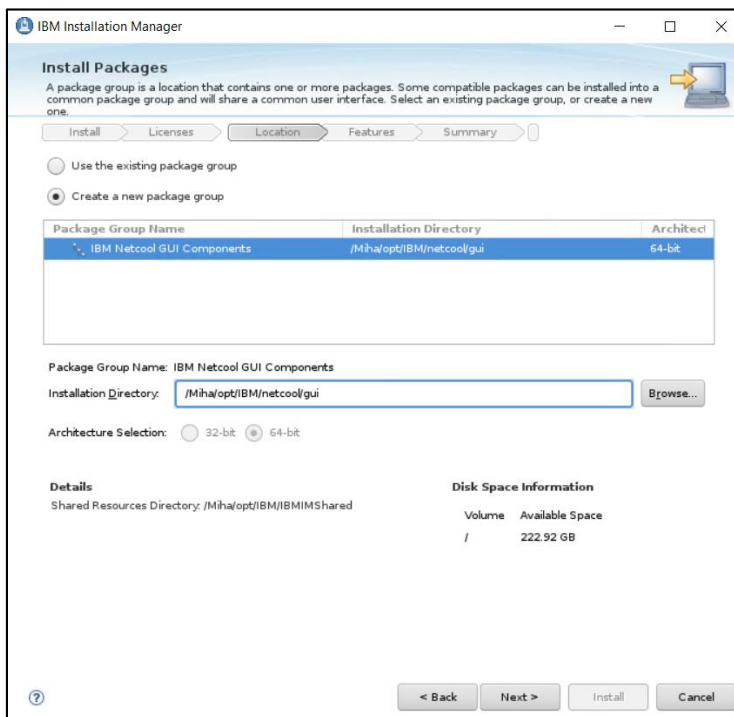 IBM Installation Manager
Install Packages
A package group is a location that contains one or more packages. Some compatible packages can be installed into a
common package group and will share a common user interface. Select an existing package group, or create a new
one.
Install Licenses Location Features Summary
Use the existing package group
Create a new package group
Package Group Name Installation Directory Architect
IBM Netcool GUI Components /Miha/opt/IBM/netcool/gui 64-bit
Package Group Name: IBM Netcool GUI Components
Installation Directory: /Miha/opt/IBM/netcool/gui Browse...
Architecture Selection: 32-bit 64-bit
Details Disk Space Information
Shared Resources Directory: /Miha/opt/IBM/IBMIMShared
Volume Available Space
/ 222.92 GB
? < Back Next > Install Cancel